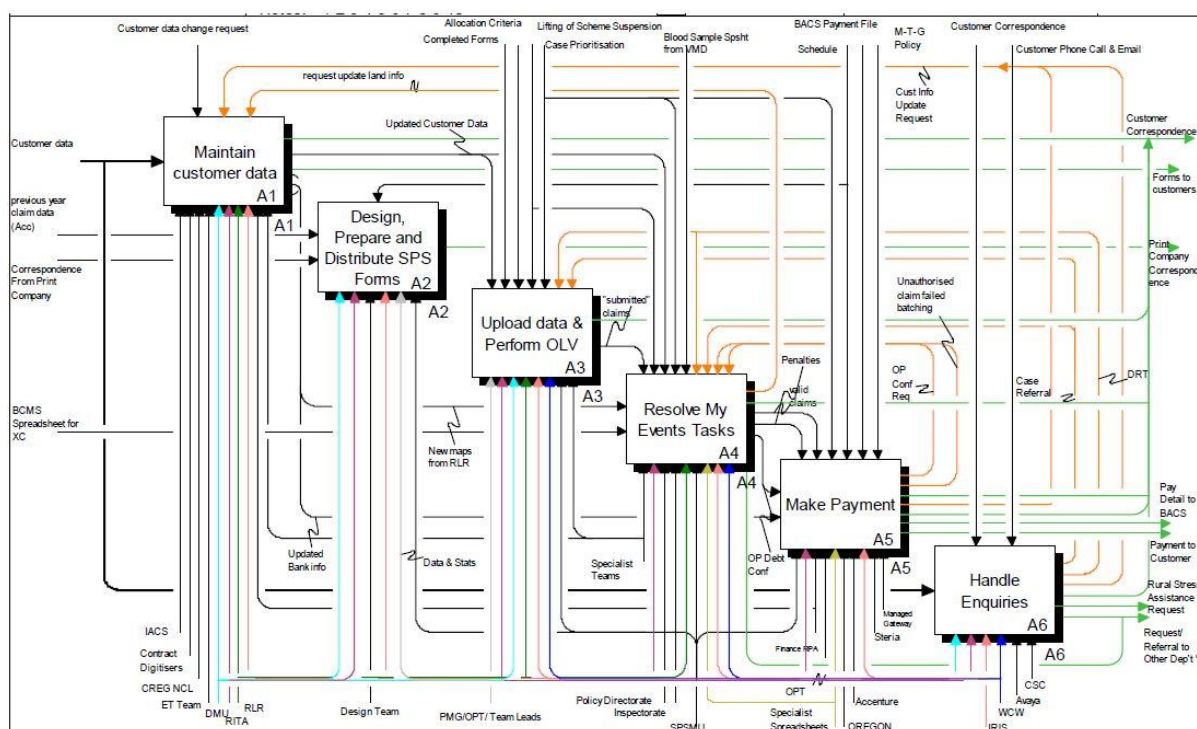 Customer data change request
Allocation Criteria
Completed Forms
Lifting of Scheme Suspension
Case Prioritisation
Blood Sample Spsht
from VMD
BACS Payment File
Schedule
M-T-G
Policy
Customer Correspondence
Customer Phone Call & Email
request update land info
Cust Info
Update
Request
Updated Customer Data
Customer data
Maintain
customer data
A1
A1
Customer
Correspondence
Forms to
customers
previous year
claim data
(Acc)
Correspondence
From Print
Company
Design,
Prepare and
Distribute SPS
Forms
A2
A2
Print
Company
Correspond
ence
Unauthorised
claim failed
batching
"submitted"
claims
Upload data &
Perform OLV
A3
A3
Penalties
valid
claims
OP
Conf
Req
Case
Referral
DRT
BCMS
Spreadsheet for
XC
Resolve My
Events Tasks
A4
A4
New maps
from RLR
Make Payment
A5
A5
Pay
Detail to
BACS
Payment to
Customer
Updated
Bank info
Data & Stats
Specialist
Teams
OP Debt
Conf
Handle
Enquiries
A6
A6
Rural Stress
Assistance
Request
Request/
Referral to
Other Dep't
Managed
Gateway
Steria
Finance RPA
IACS
Contract
Digitisers
CREG NCL
ET Team
DMU
RITA
RLR
Design Team
PMG/OPT/ Team Leads
Policy Directorate
Inspectorate
SPSMU
OPT
Specialist
Spreadsheets
Accenture
OREGON
IRIS
WCW
Avaya
CSC